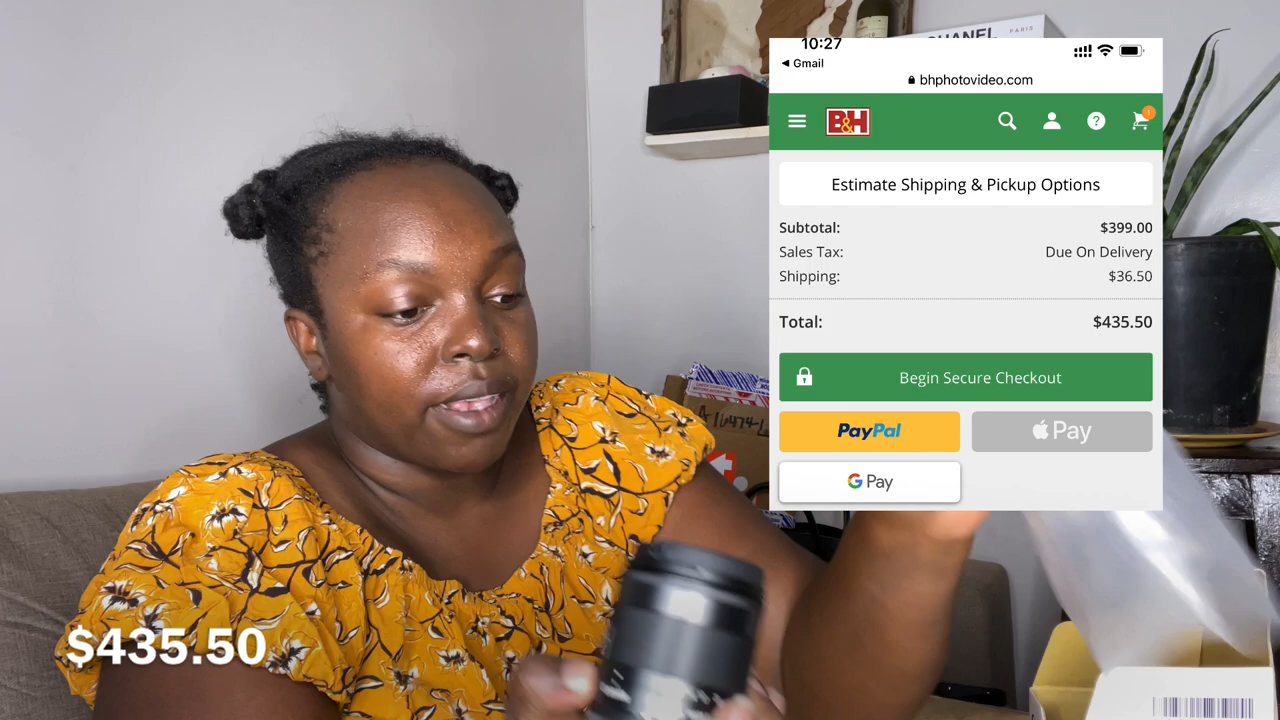 CHANEL
PARIS
10:27
Gmail
bhphotovideo.com
B&H
Estimate Shipping & Pickup Options
Subtotal: $399.00
Sales Tax: Due On Delivery
Shipping: $36.50
Total: $435.50
Begin Secure Checkout
PayPal
Pay
G Pay
$435.50